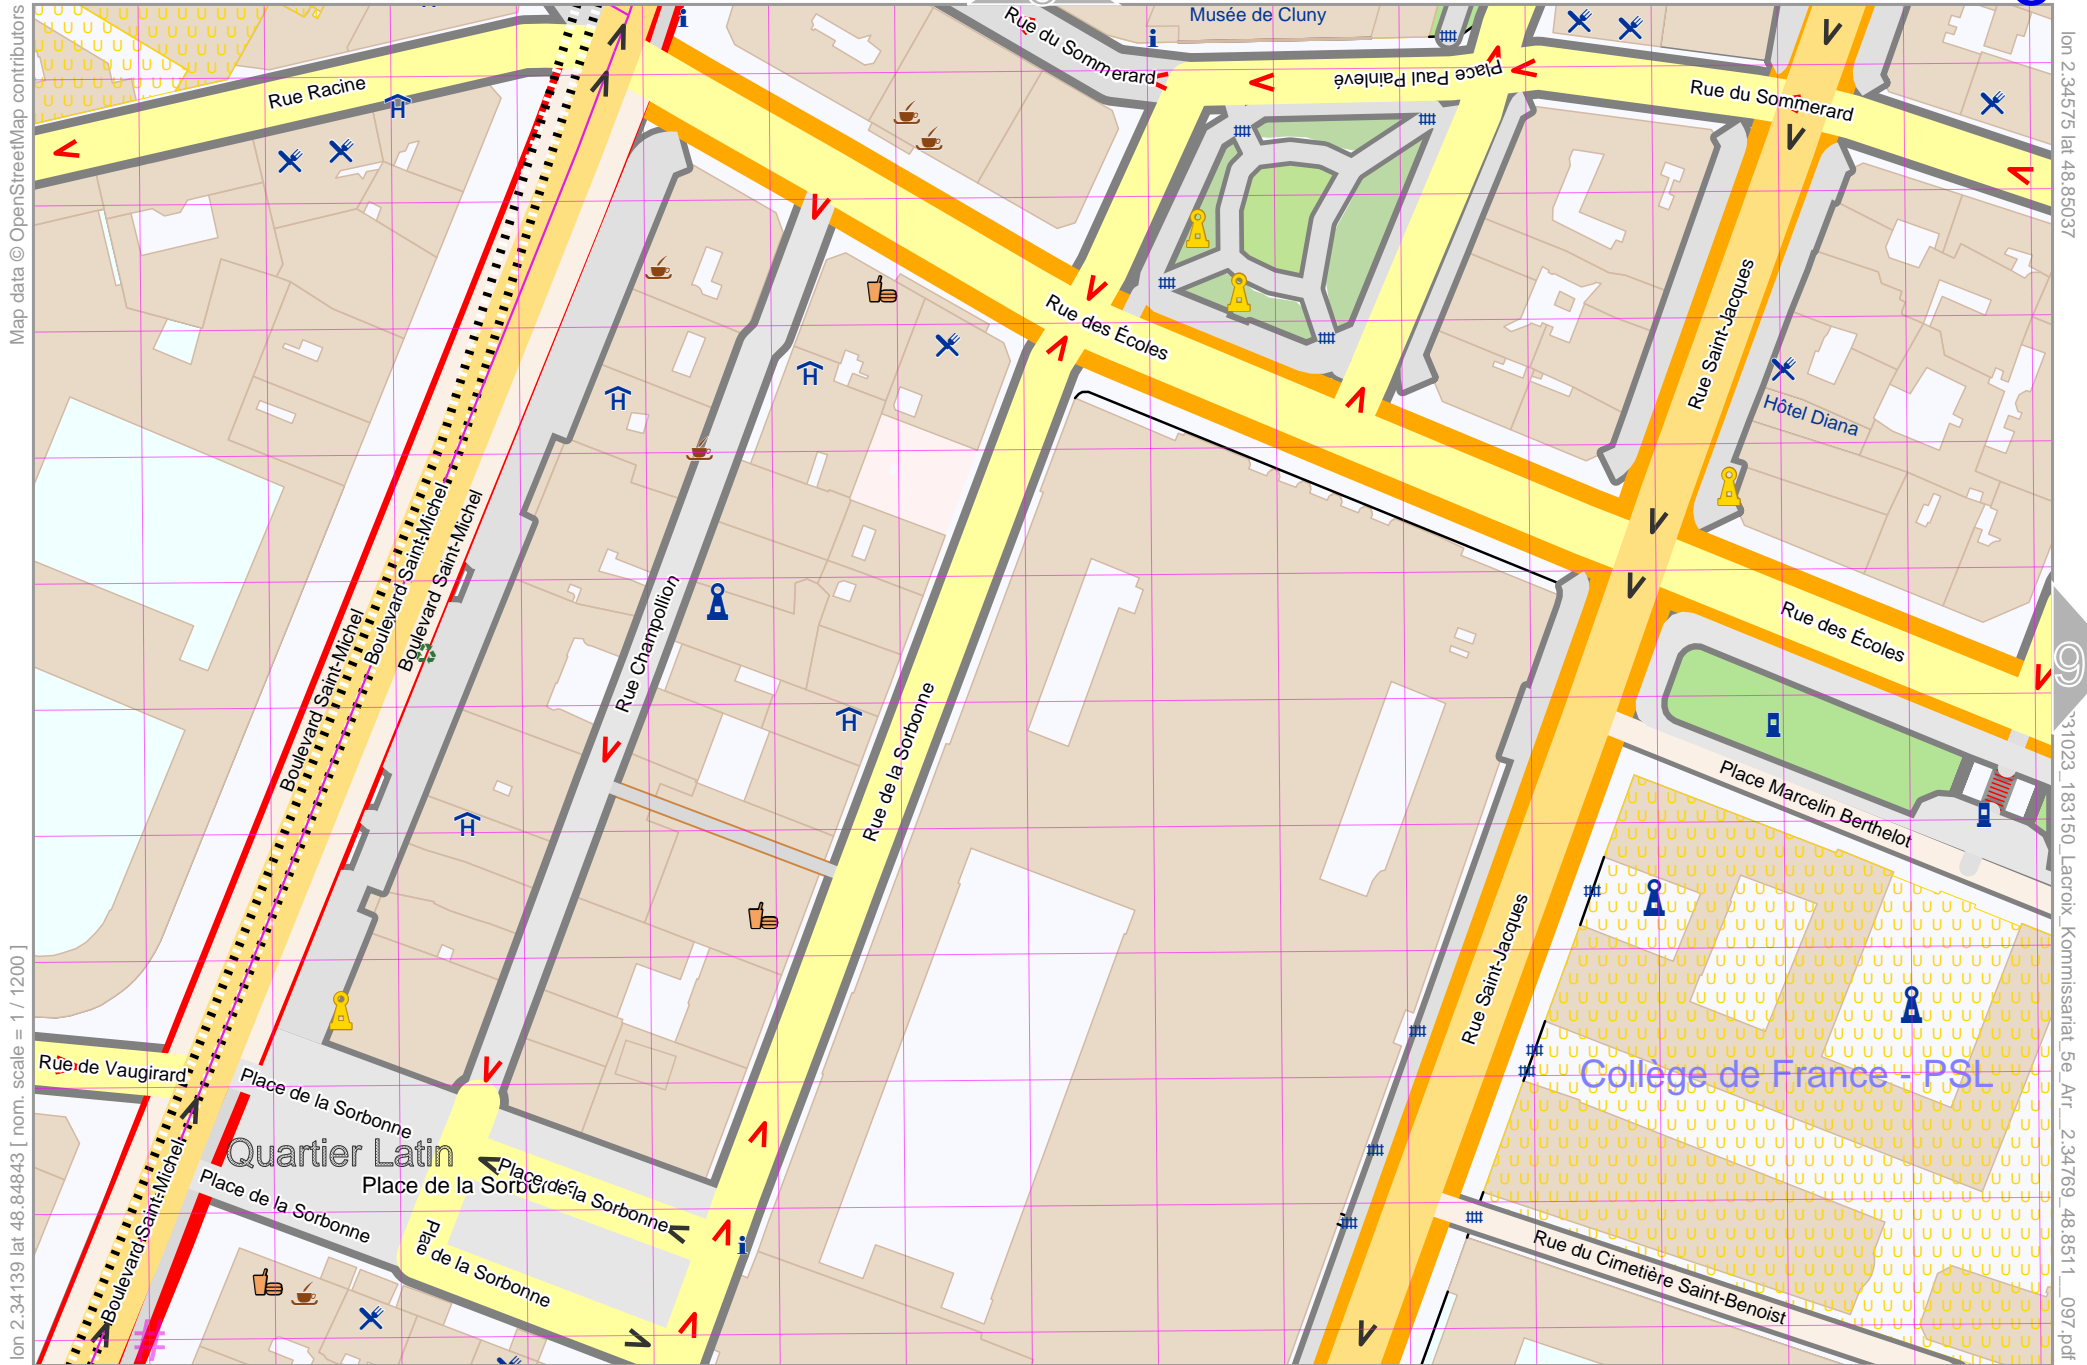 Musée de Cluny
Rue du Sommerard
Place Paul Painlevé
Rue du Sommerard
Rue Racine
Rue des Écoles
Rue Saint-Jacques
Hôtel Diana
Boulevard Saint-Michel
Boulevard Saint-Michel
Boulevard Saint-Michel
Rue Champollion
Rue de la Sorbonne
Rue des Écoles
Place Marcelin Berthelot
Rue Saint-Jacques
Collège de France - PSL
Rue de Vaugirard
Place de la Sorbonne
Quartier Latin
Place de la Sorbonne
Place de la Sorbonne
Place de la Sorbonne
Place de la Sorbonne
Boulevard Saint-Michel
Rue du Cimetière Saint-Benoist
#
Map data © OpenStreetMap contributors
lon 2.341139 lat 48.84843 [ nom. scale = 1 / 1200 ]
lon 2.34575 lat 48.85037
9
31023_183150_Lacroix_Kommissariat_5e_Arr__2.34769_48.8511__097.pdf